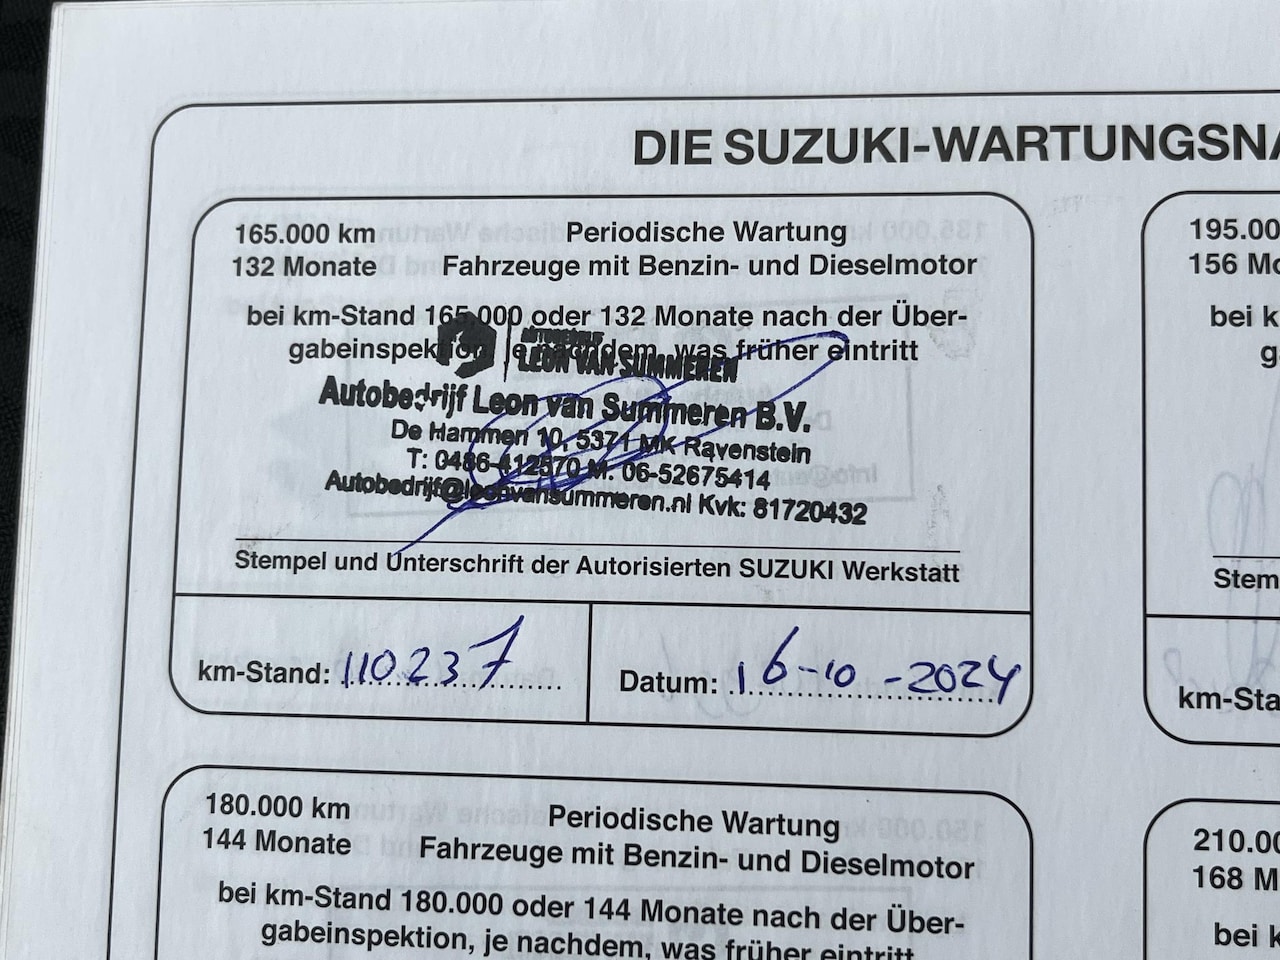 DIE SUZUKI-WARTUNGSNA
165.000 km Periodische Wartung
132 Monate Fahrzeuge mit Benzin- und Dieselmotor
bei km-Stand 165.000 oder 132 Monate nach der Über-
gabeinspektion, je nachdem, was früher eintritt
AUTOBEDRIJF
LEON VAN SUMMEREN
Autobedrijf Leon van Summeren B.V.
De Hammen 10, 5371 MK Ravenstein
T: 0486-412570 M: 06-52675414
Autobedrijf@leonvansummeren.nl Kvk: 81720432
Stempel und Unterschrift der Autorisierten SUZUKI Werkstatt
km-Stand: 110237 Datum: 16-10-2024
180.000 km Periodische Wartung
144 Monate Fahrzeuge mit Benzin- und Dieselmotor
bei km-Stand 180.000 oder 144 Monate nach der Über-
gabeinspektion, je nachdem, was früher eintritt
195.00
156 Mo
bei k
g
Stem
km-Sta
210.00
168 M
bei k